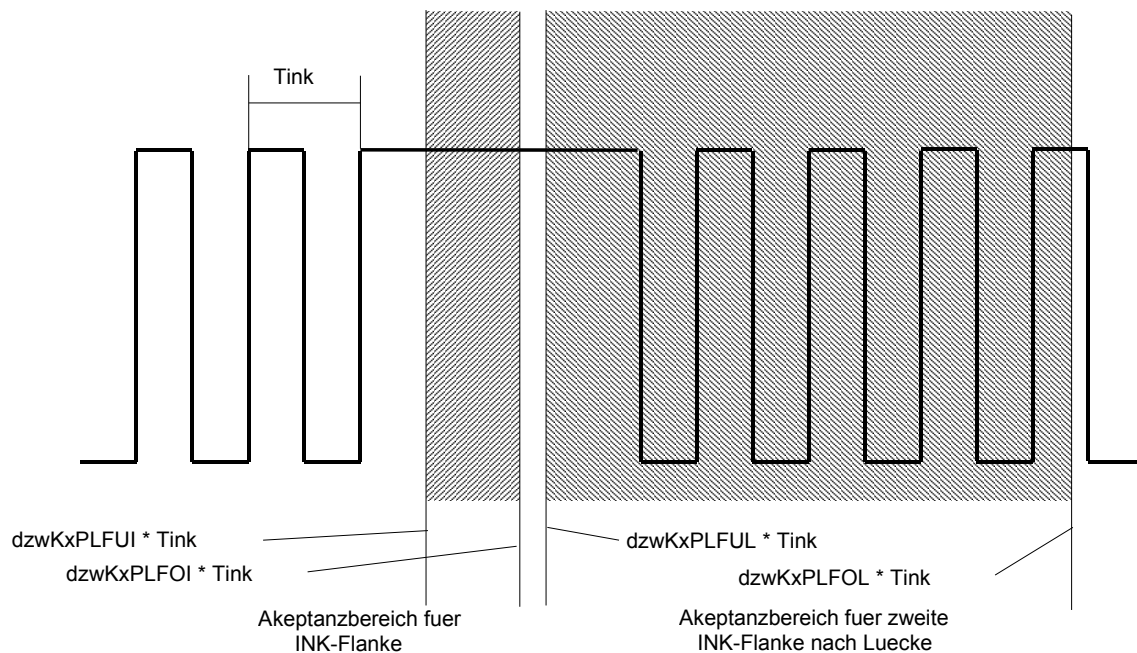 Tink
dzwKxPLFUI * Tink
dzwKxPLFOI * Tink
dzwKxPLFUL * Tink
dzwKxPLFOL * Tink
Akeptanzbereich fuer
INK-Flanke
Akeptanzbereich fuer zweite
INK-Flanke nach Luecke